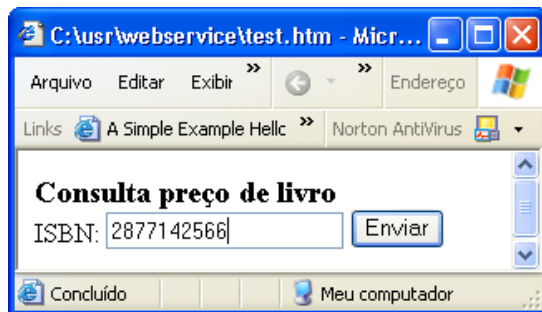 C:\usr\webservice\test.htm - Micr...
Arquivo Editar Exibir » » Endereço
Links A Simple Example Hellc » Norton AntiVirus
Consulta preço de livro
ISBN: 2877142566 Enviar
Concluído Meu computador